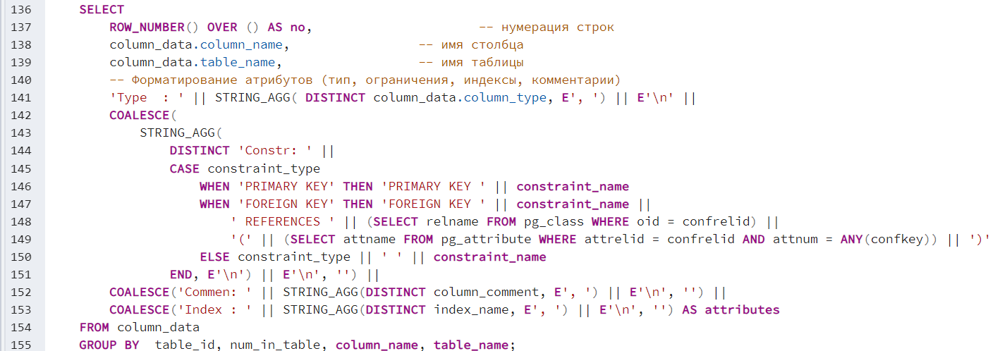 136 SELECT
137 ROW_NUMBER() OVER () AS no, -- нумерация строк
138 column_data.column_name, -- имя столбца
139 column_data.table_name, -- имя таблицы
140 -- Форматирование атрибутов (тип, ограничения, индексы, комментарии)
141 'Type  : ' || STRING_AGG( DISTINCT column_data.column_type, E', ') || E'\n' ||
142 COALESCE(
143 STRING_AGG(
144 DISTINCT 'Constr: ' ||
145 CASE constraint_type
146 WHEN 'PRIMARY KEY' THEN 'PRIMARY KEY ' || constraint_name
147 WHEN 'FOREIGN KEY' THEN 'FOREIGN KEY ' || constraint_name ||
148 ' REFERENCES ' || (SELECT relname FROM pg_class WHERE oid = confrelid) ||
149 '(' || (SELECT attname FROM pg_attribute WHERE attrelid = confrelid AND attnum = ANY(confkey)) || ')'
150 ELSE constraint_type || ' ' || constraint_name
151 END, E'\n') || E'\n', '') ||
152 COALESCE('Commen: ' || STRING_AGG(DISTINCT column_comment, E', ') || E'\n', '') ||
153 COALESCE('Index : ' || STRING_AGG(DISTINCT index_name, E', ') || E'\n', '') AS attributes
154 FROM column_data
155 GROUP BY  table_id, num_in_table, column_name, table_name;